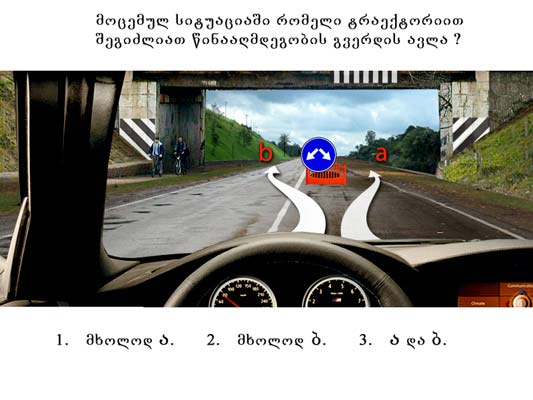 მოცემულ სიტუაციაში რომელი ტრაექტორიით
შეგიძლიათ წინააღმდეგობის გვერდის ავლა ?
b
a
1. მხოლოდ ა. 2. მხოლოდ ბ. 3. ა და ბ.